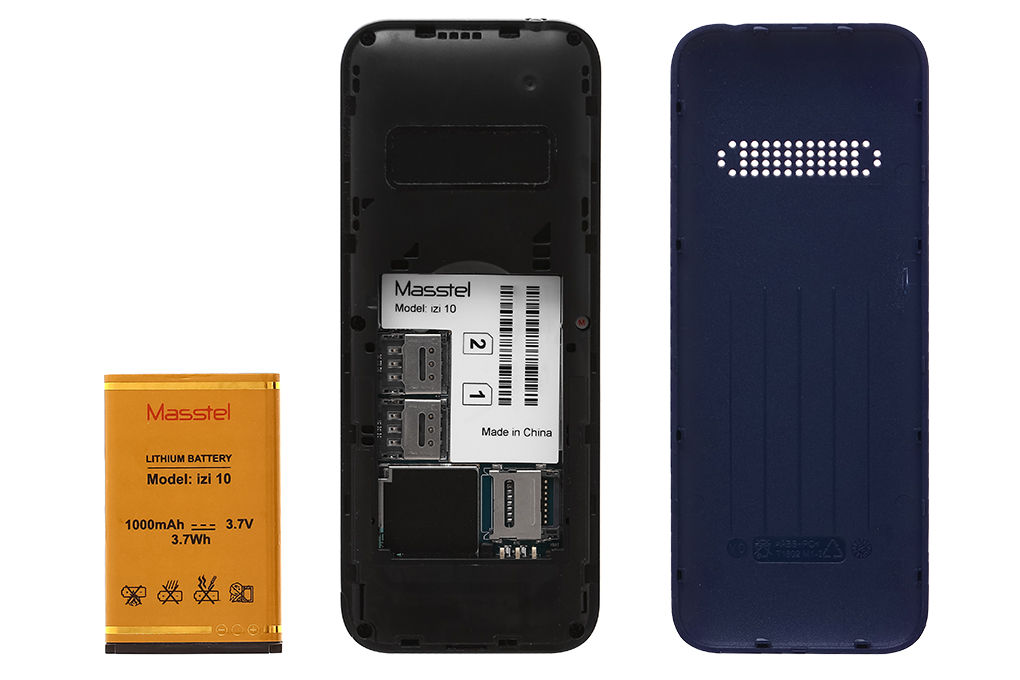 Masstel
LITHIUM BATTERY
Model: izi 10
1000mAh 3.7V
3.7Wh
Masstel
Model: izi 10
2
1
Made in China
M